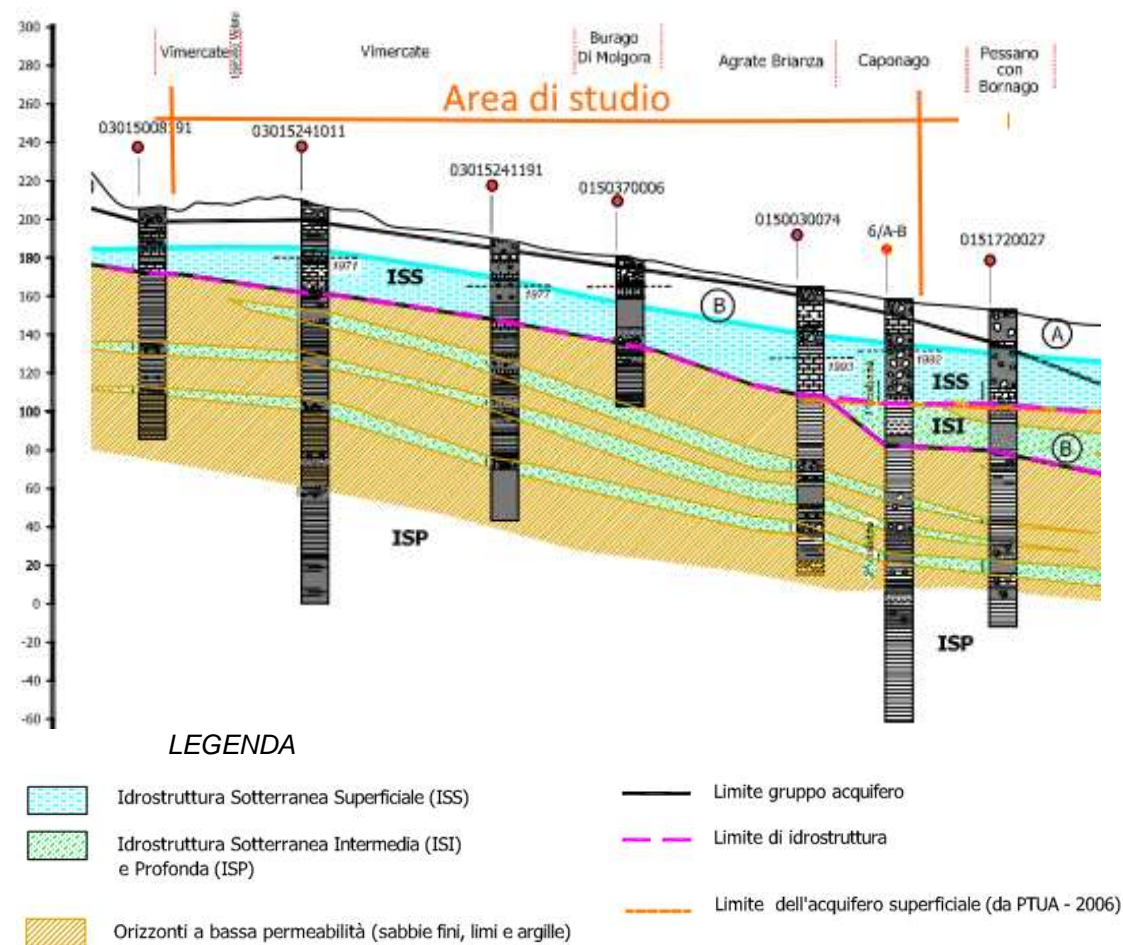 300
280
260
240
220
200
180
160
140
120
100
80
60
40
20
0
-20
-40
-60
Vimercate
Vimercate
Burago
Di Molgora
Agrate Brianza
Caponago
Pessano
con
Bornago
Area di studio
03015241011
03015241191
0150370006
0150030074
6/A-B
0151720027
1971
1977
1993
1992
ISS
B
A
ISS
ISI
B
ISP
ISP
LEGENDA
Idrostruttura Sotterranea Superficiale (ISS)
Idrostruttura Sotterranea Intermedia (ISI)
e Profonda (ISP)
Orizzonti a bassa permeabilità (sabbie fini, limi e argille)
Limite gruppo acquifero
Limite di idrostruttura
Limite dell'acquifero superficiale (da PTUA - 2006)